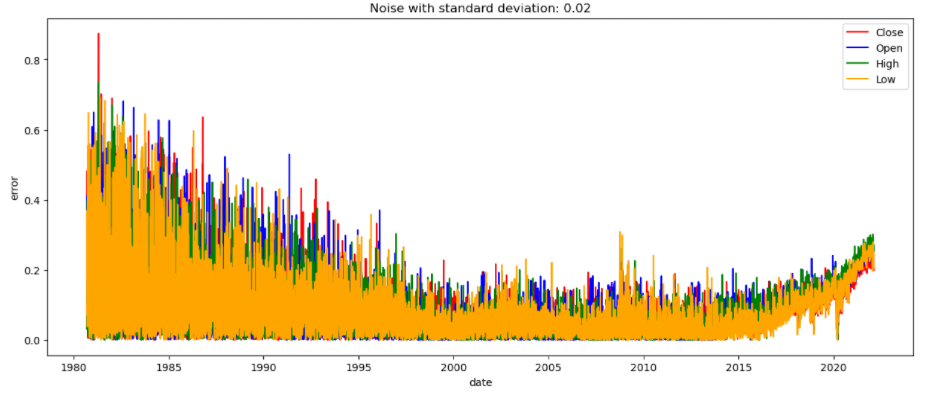 Noise with standard deviation: 0.02
Close
Open
High
Low
0.8
0.6
0.4
0.2
0.0
error
1980 1985 1990 1995 2000 2005 2010 2015 2020
date